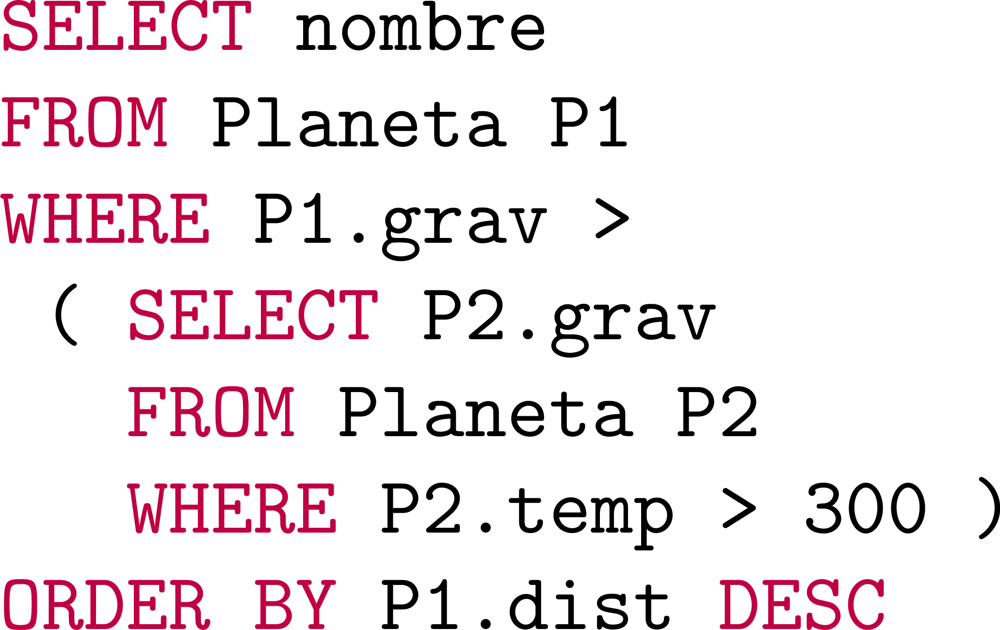 SELECT nombre
FROM Planeta P1
WHERE P1.grav >
( SELECT P2.grav
FROM Planeta P2
WHERE P2.temp > 300 )
ORDER BY P1.dist DESC